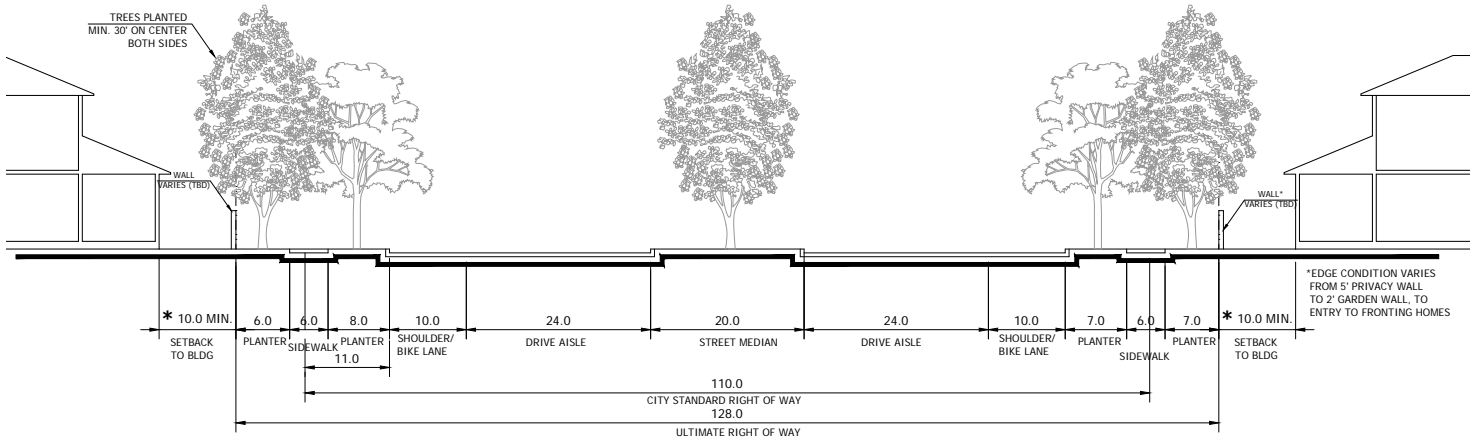 TREES PLANTED
MIN. 30' ON CENTER
BOTH SIDES
WALL
VARIES (TBD)
WALL*
VARIES (TBD)
*EDGE CONDITION VARIES
FROM 5' PRIVACY WALL
TO 2' GARDEN WALL, TO
ENTRY TO FRONTING HOMES
* 10.0 MIN.
SETBACK
TO BLDG
6.0
PLANTER
6.0
SIDEWALK
8.0
PLANTER
10.0
SHOULDER/
BIKE LANE
24.0
DRIVE AISLE
20.0
STREET MEDIAN
24.0
DRIVE AISLE
10.0
SHOULDER/
BIKE LANE
7.0
PLANTER
6.0
SIDEWALK
7.0
PLANTER
* 10.0 MIN.
SETBACK
TO BLDG
11.0
110.0
CITY STANDARD RIGHT OF WAY
128.0
ULTIMATE RIGHT OF WAY